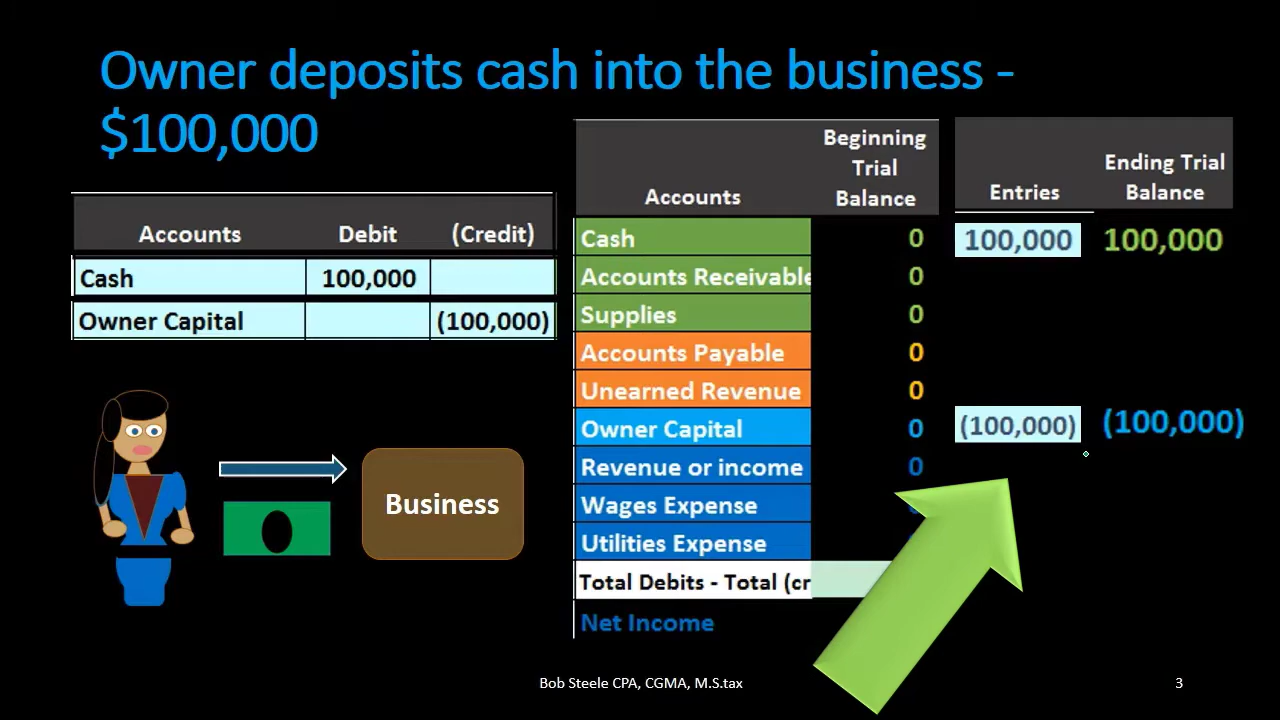 Owner deposits cash into the business -
$100,000
Accounts Debit (Credit)
Cash 100,000
Owner Capital (100,000)
Business
Accounts Beginning Trial Balance Entries Ending Trial Balance
Cash 0 100,000 100,000
Accounts Receivable 0
Supplies 0
Accounts Payable 0
Unearned Revenue 0
Owner Capital 0 (100,000) (100,000)
Revenue or income 0
Wages Expense
Utilities Expense
Total Debits - Total (cr
Net Income
Bob Steele CPA, CGMA, M.S.tax
3